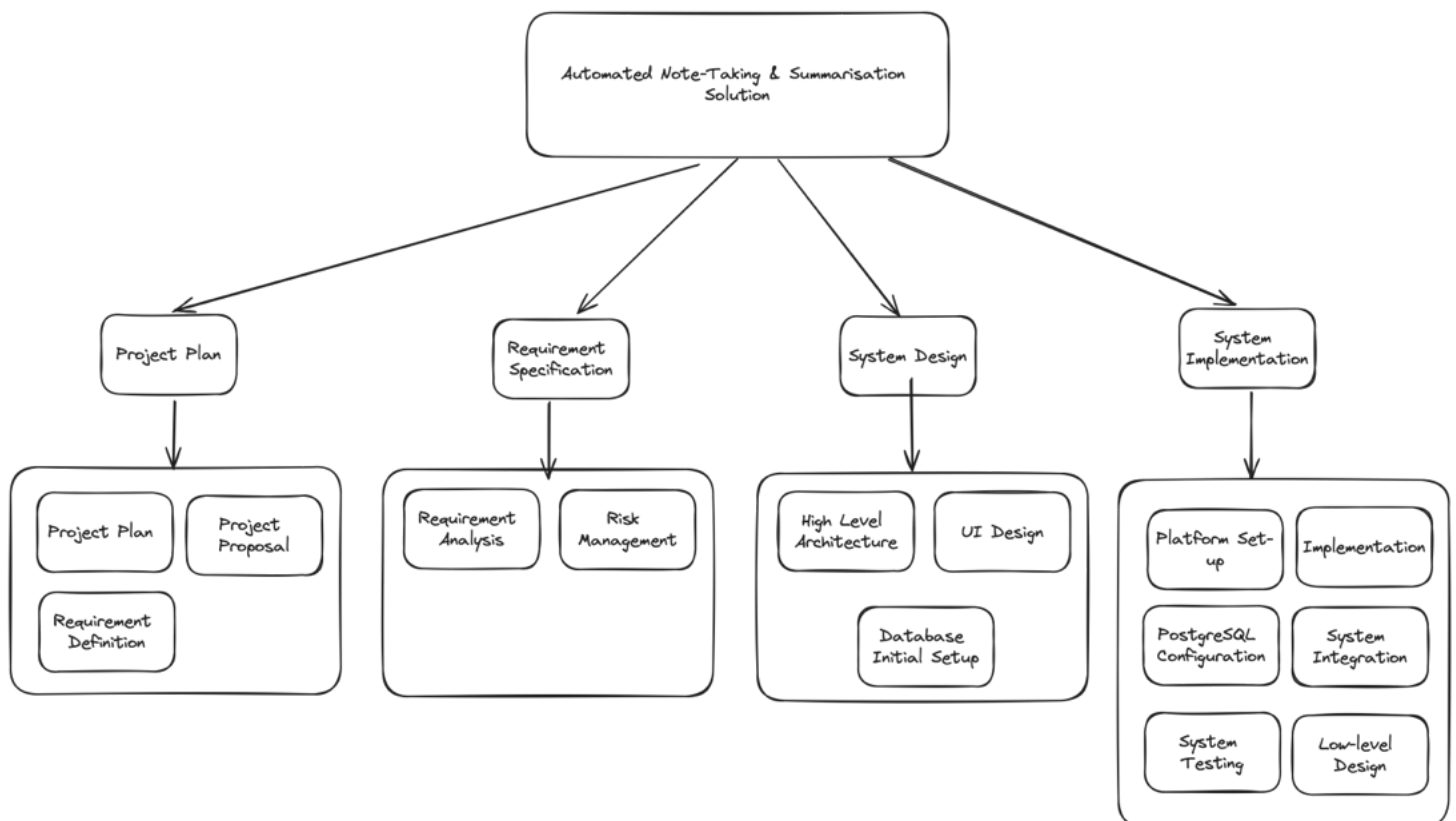 Automated Note-Taking & Summarisation
Solution
Project Plan
Requirement
Specification
System Design
System
Implementation
Project Plan
Project
Proposal
Requirement
Definition
Requirement
Analysis
Risk
Management
High Level
Architecture
UI Design
Database
Initial Setup
Platform Set-
up
Implementation
PostgreSQL
Configuration
System
Integration
System
Testing
Low-level
Design